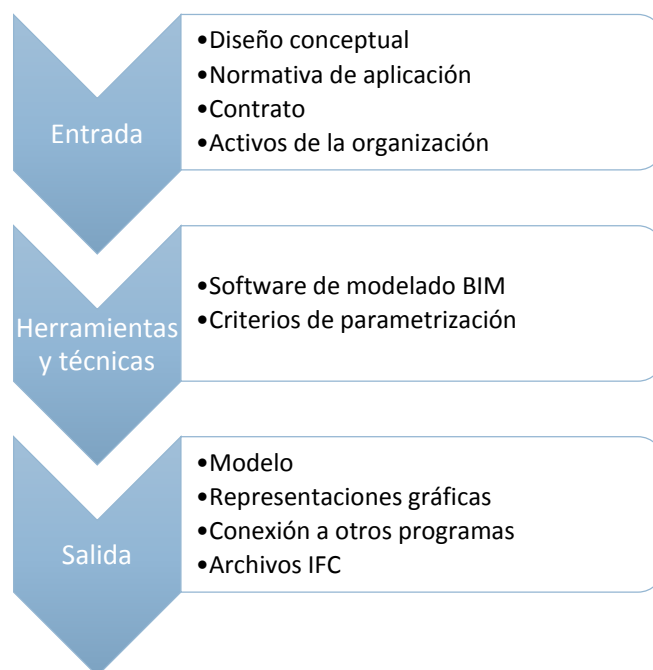 Entrada
•Diseño conceptual
•Normativa de aplicación
•Contrato
•Activos de la organización
Herramientas
y técnicas
•Software de modelado BIM
•Criterios de parametrización
Salida
•Modelo
•Representaciones gráficas
•Conexión a otros programas
•Archivos IFC